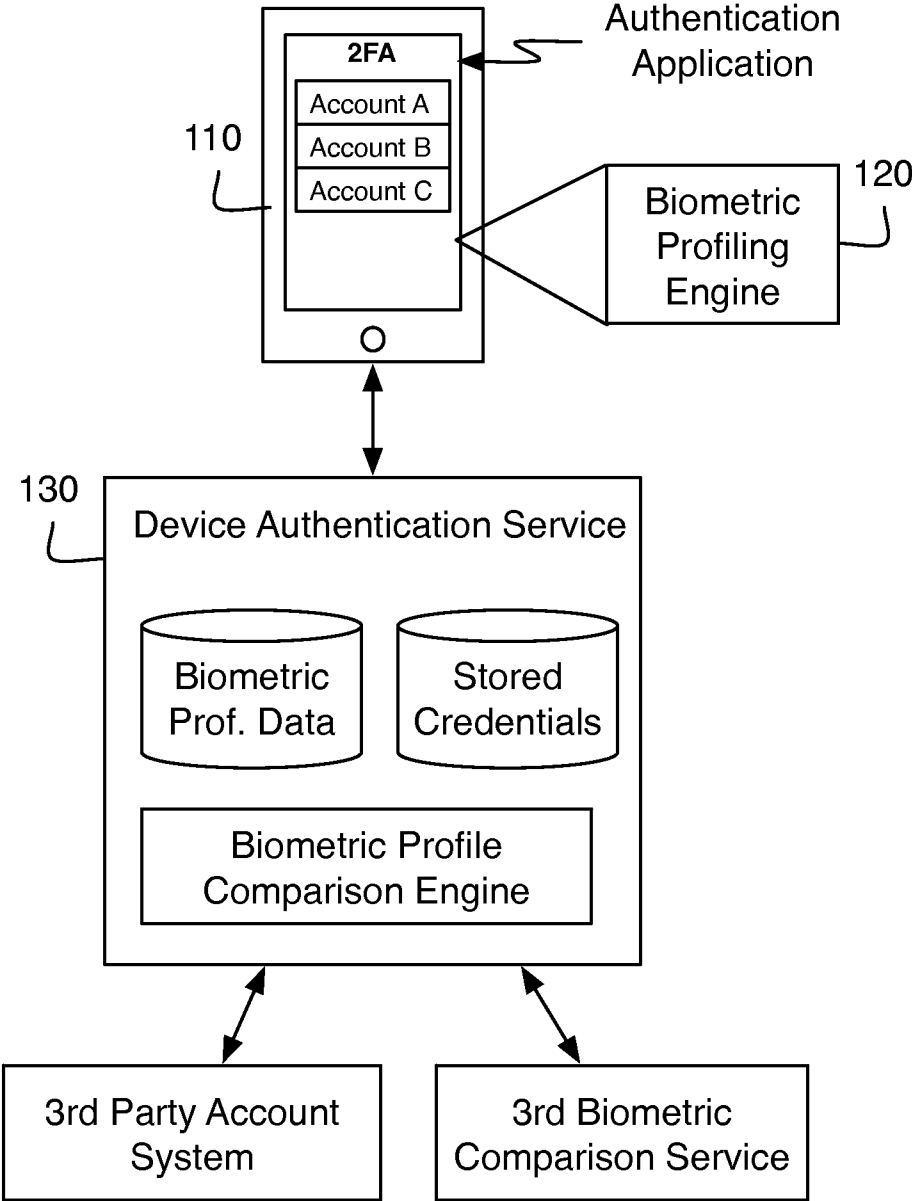 Authentication
Application
2FA
Account A
Account B
Account C
110
120
Biometric
Profiling
Engine
130
Device Authentication Service
Biometric
Prof. Data
Stored
Credentials
Biometric Profile
Comparison Engine
3rd Party Account
System
3rd Biometric
Comparison Service